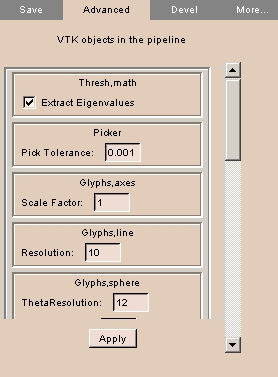 Save Advanced Devel More...
VTK objects in the pipeline
Thresh,math
Extract Eigenvalues
Picker
Pick Tolerance: 0.001
Glyphs,axes
Scale Factor: 1
Glyphs,line
Resolution: 10
Glyphs,sphere
ThetaResolution: 12
Apply